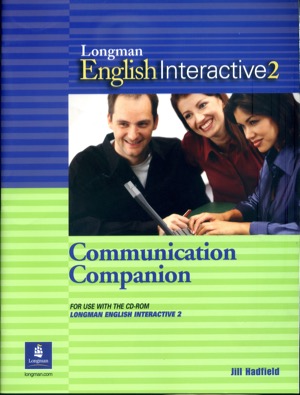 Longman
English Interactive 2
Communication
Companion
FOR USE WITH THE CD-ROM
LONGMAN ENGLISH INTERACTIVE 2
Longman
longman.com
Jill Hadfield